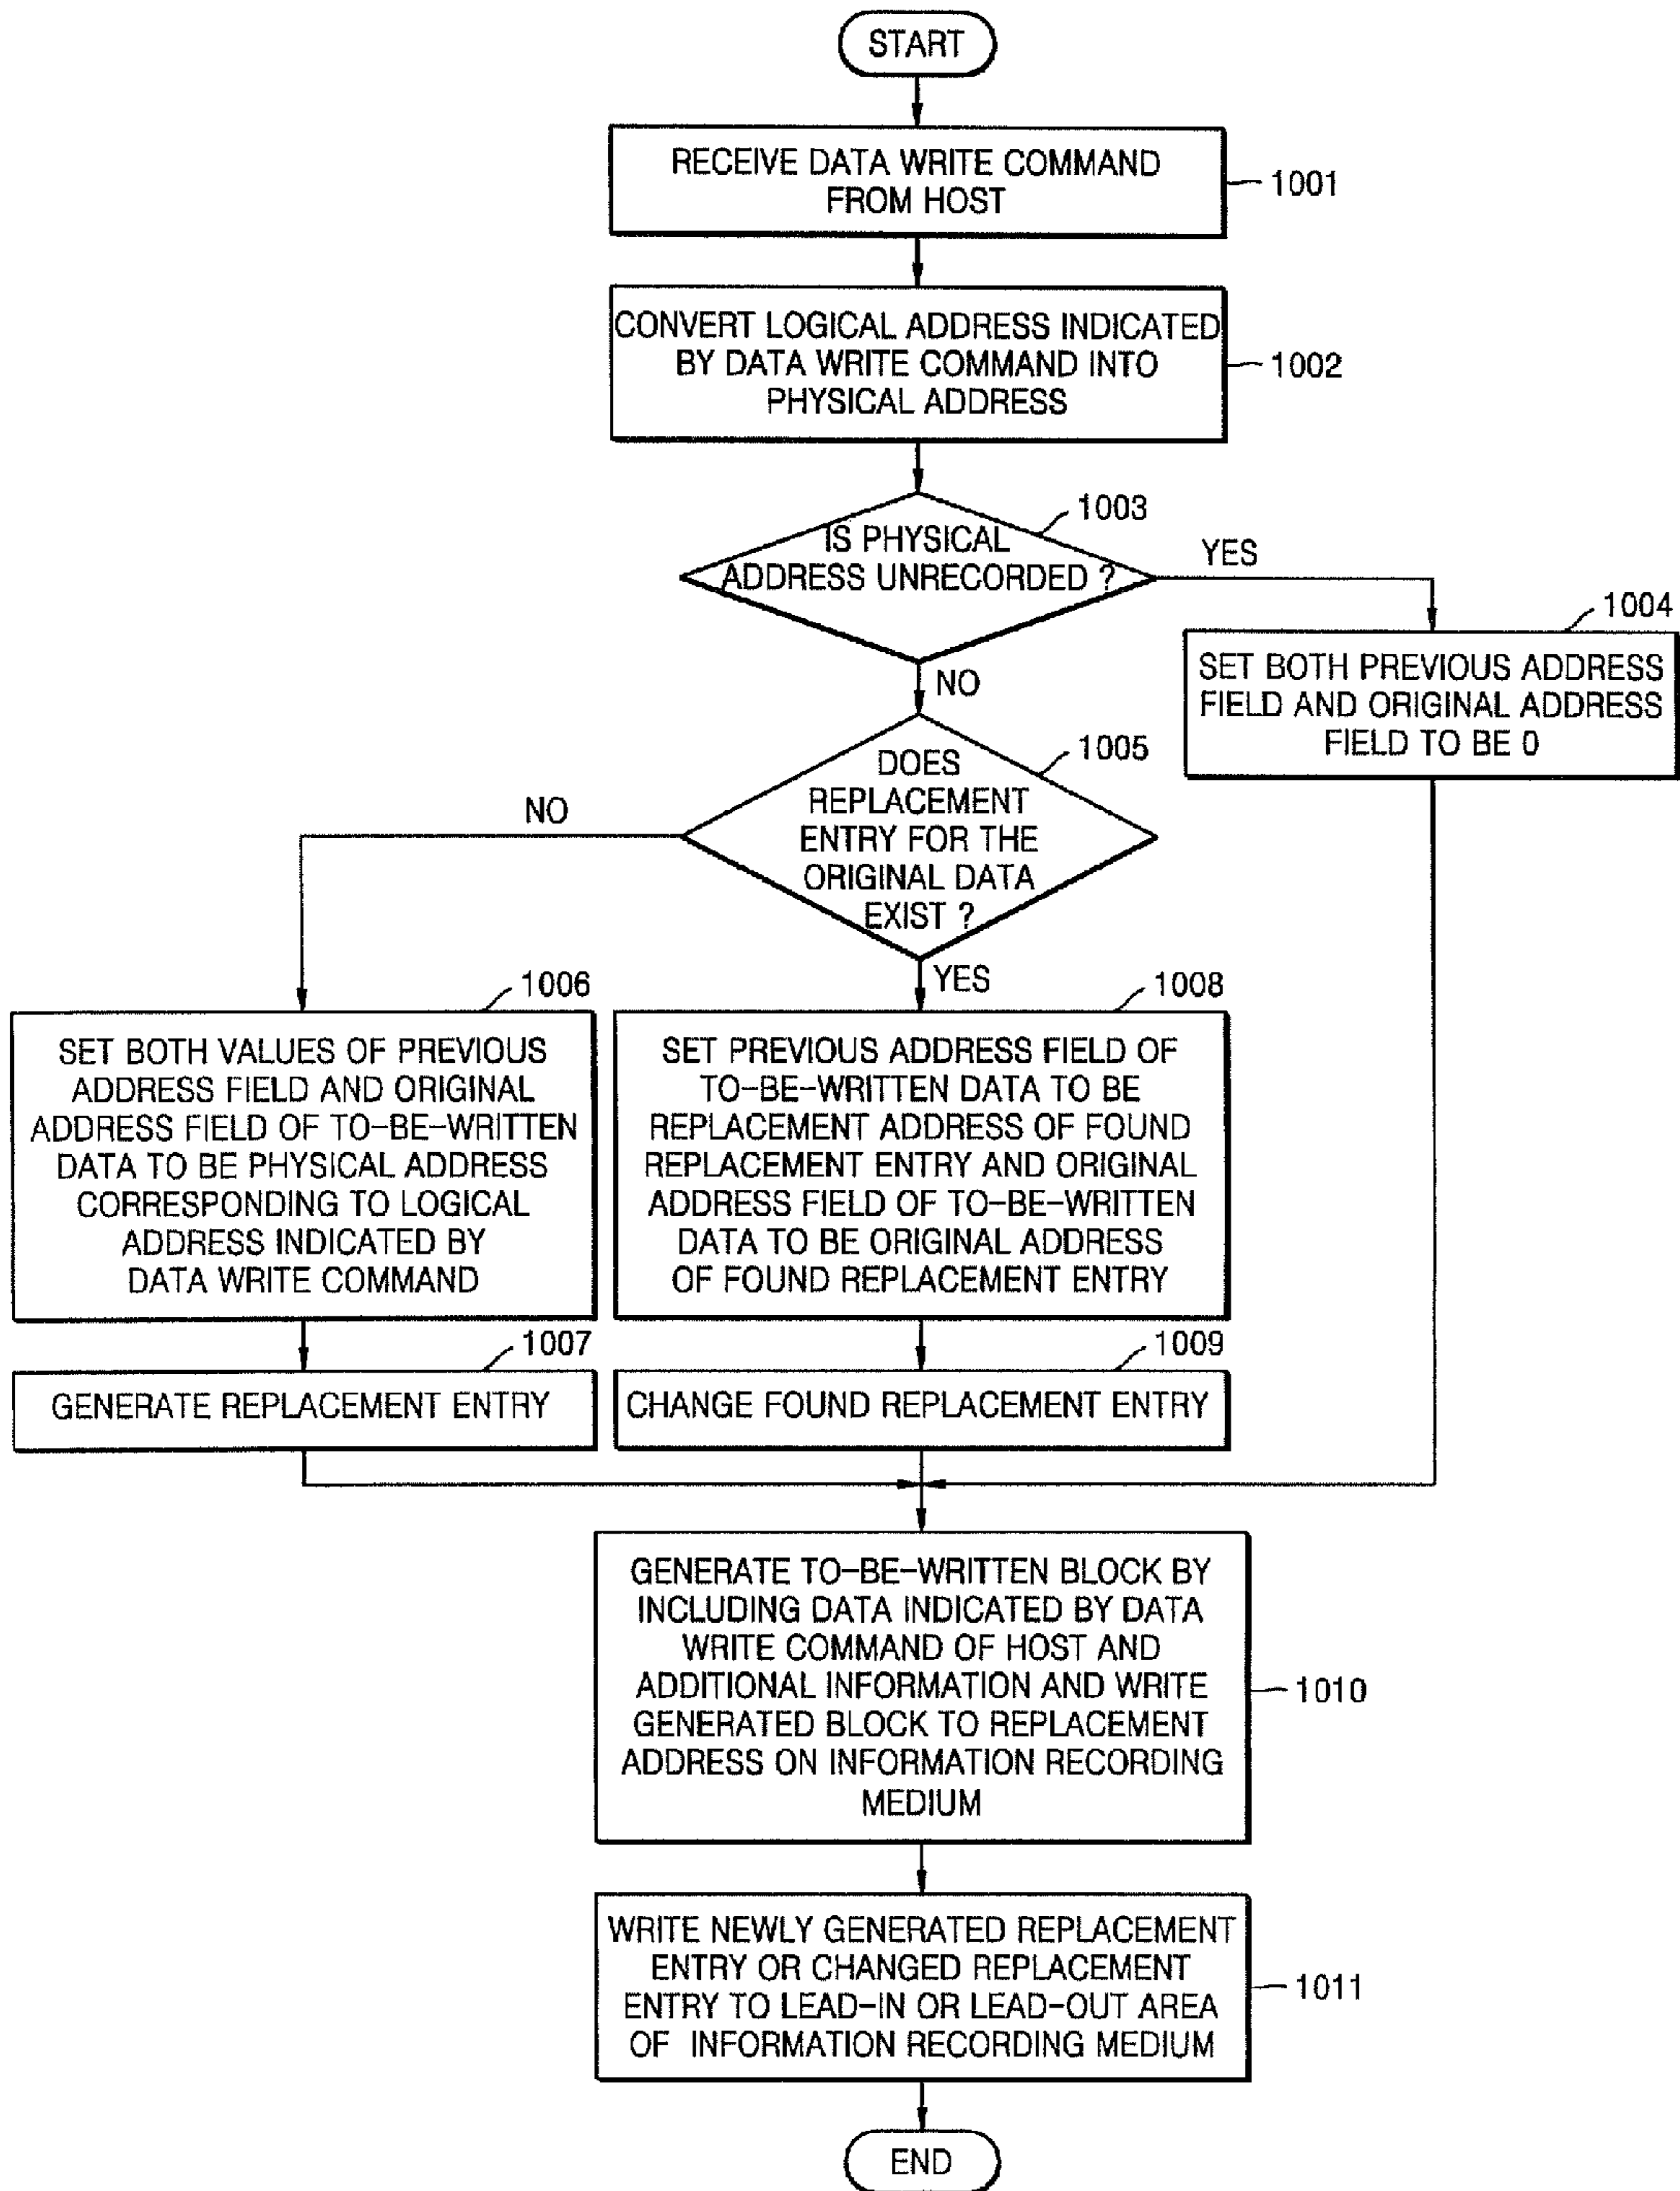 START
RECEIVE DATA WRITE COMMAND
FROM HOST
1001
CONVERT LOGICAL ADDRESS INDICATED
BY DATA WRITE COMMAND INTO
PHYSICAL ADDRESS
1002
1003
IS PHYSICAL
ADDRESS UNRECORDED ?
YES
NO
1004
SET BOTH PREVIOUS ADDRESS
FIELD AND ORIGINAL ADDRESS
FIELD TO BE 0
1005
DOES
REPLACEMENT
ENTRY FOR THE
ORIGINAL DATA
EXIST ?
NO
YES
1006
SET BOTH VALUES OF PREVIOUS
ADDRESS FIELD AND ORIGINAL
ADDRESS FIELD OF TO-BE-WRITTEN
DATA TO BE PHYSICAL ADDRESS
CORRESPONDING TO LOGICAL
ADDRESS INDICATED BY
DATA WRITE COMMAND
1008
SET PREVIOUS ADDRESS FIELD OF
TO-BE-WRITTEN DATA TO BE
REPLACEMENT ADDRESS OF FOUND
REPLACEMENT ENTRY AND ORIGINAL
ADDRESS FIELD OF TO-BE-WRITTEN
DATA TO BE ORIGINAL ADDRESS
OF FOUND REPLACEMENT ENTRY
1007
GENERATE REPLACEMENT ENTRY
1009
CHANGE FOUND REPLACEMENT ENTRY
GENERATE TO-BE-WRITTEN BLOCK BY
INCLUDING DATA INDICATED BY DATA
WRITE COMMAND OF HOST AND
ADDITIONAL INFORMATION AND WRITE
GENERATED BLOCK TO REPLACEMENT
ADDRESS ON INFORMATION RECORDING
MEDIUM
1010
WRITE NEWLY GENERATED REPLACEMENT
ENTRY OR CHANGED REPLACEMENT
ENTRY TO LEAD-IN OR LEAD-OUT AREA
OF INFORMATION RECORDING MEDIUM
1011
END